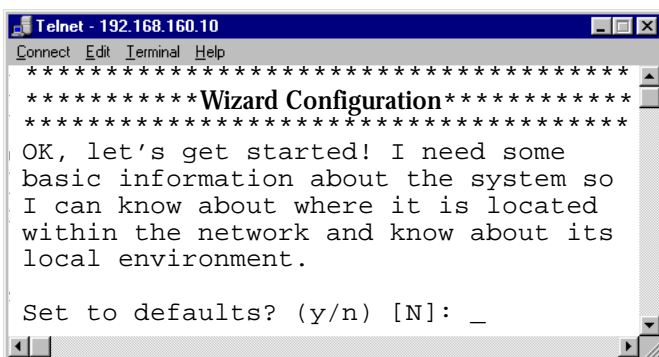 Telnet - 192.168.160.10
Connect Edit Terminal Help
**************************************
***********Wizard Configuration************
**************************************
OK, let's get started! I need some
basic information about the system so
I can know about where it is located
within the network and know about its
local environment.
Set to defaults? (y/n) [N]: _